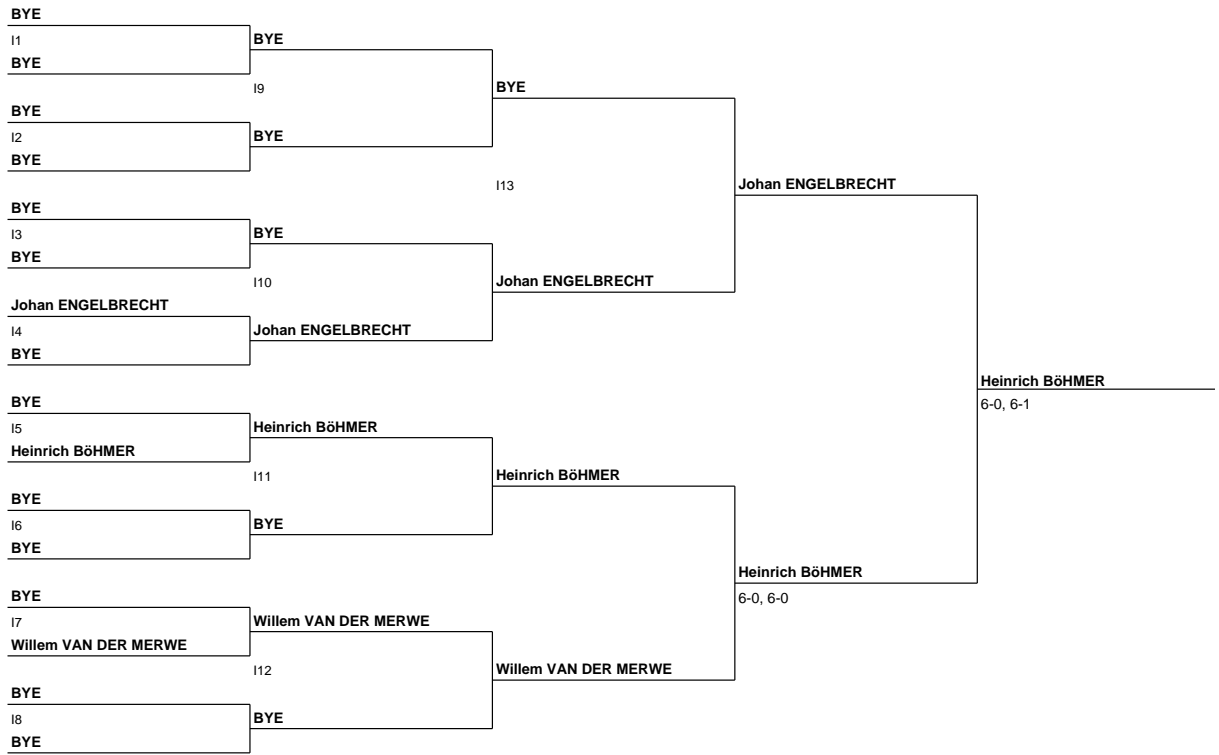 BYE
I1
BYE
BYE
I2
BYE
BYE
I3
BYE
Johan ENGELBRECHT
I4
BYE
BYE
I5
Heinrich BöHMER
BYE
I6
BYE
BYE
I7
Willem VAN DER MERWE
BYE
I8
BYE
BYE
I9
BYE
BYE
I10
Johan ENGELBRECHT
Heinrich BöHMER
I11
BYE
Willem VAN DER MERWE
I12
BYE
BYE
I13
Johan ENGELBRECHT
Heinrich BöHMER
Willem VAN DER MERWE
Johan ENGELBRECHT
Heinrich BöHMER
6-0, 6-0
Heinrich BöHMER
6-0, 6-1